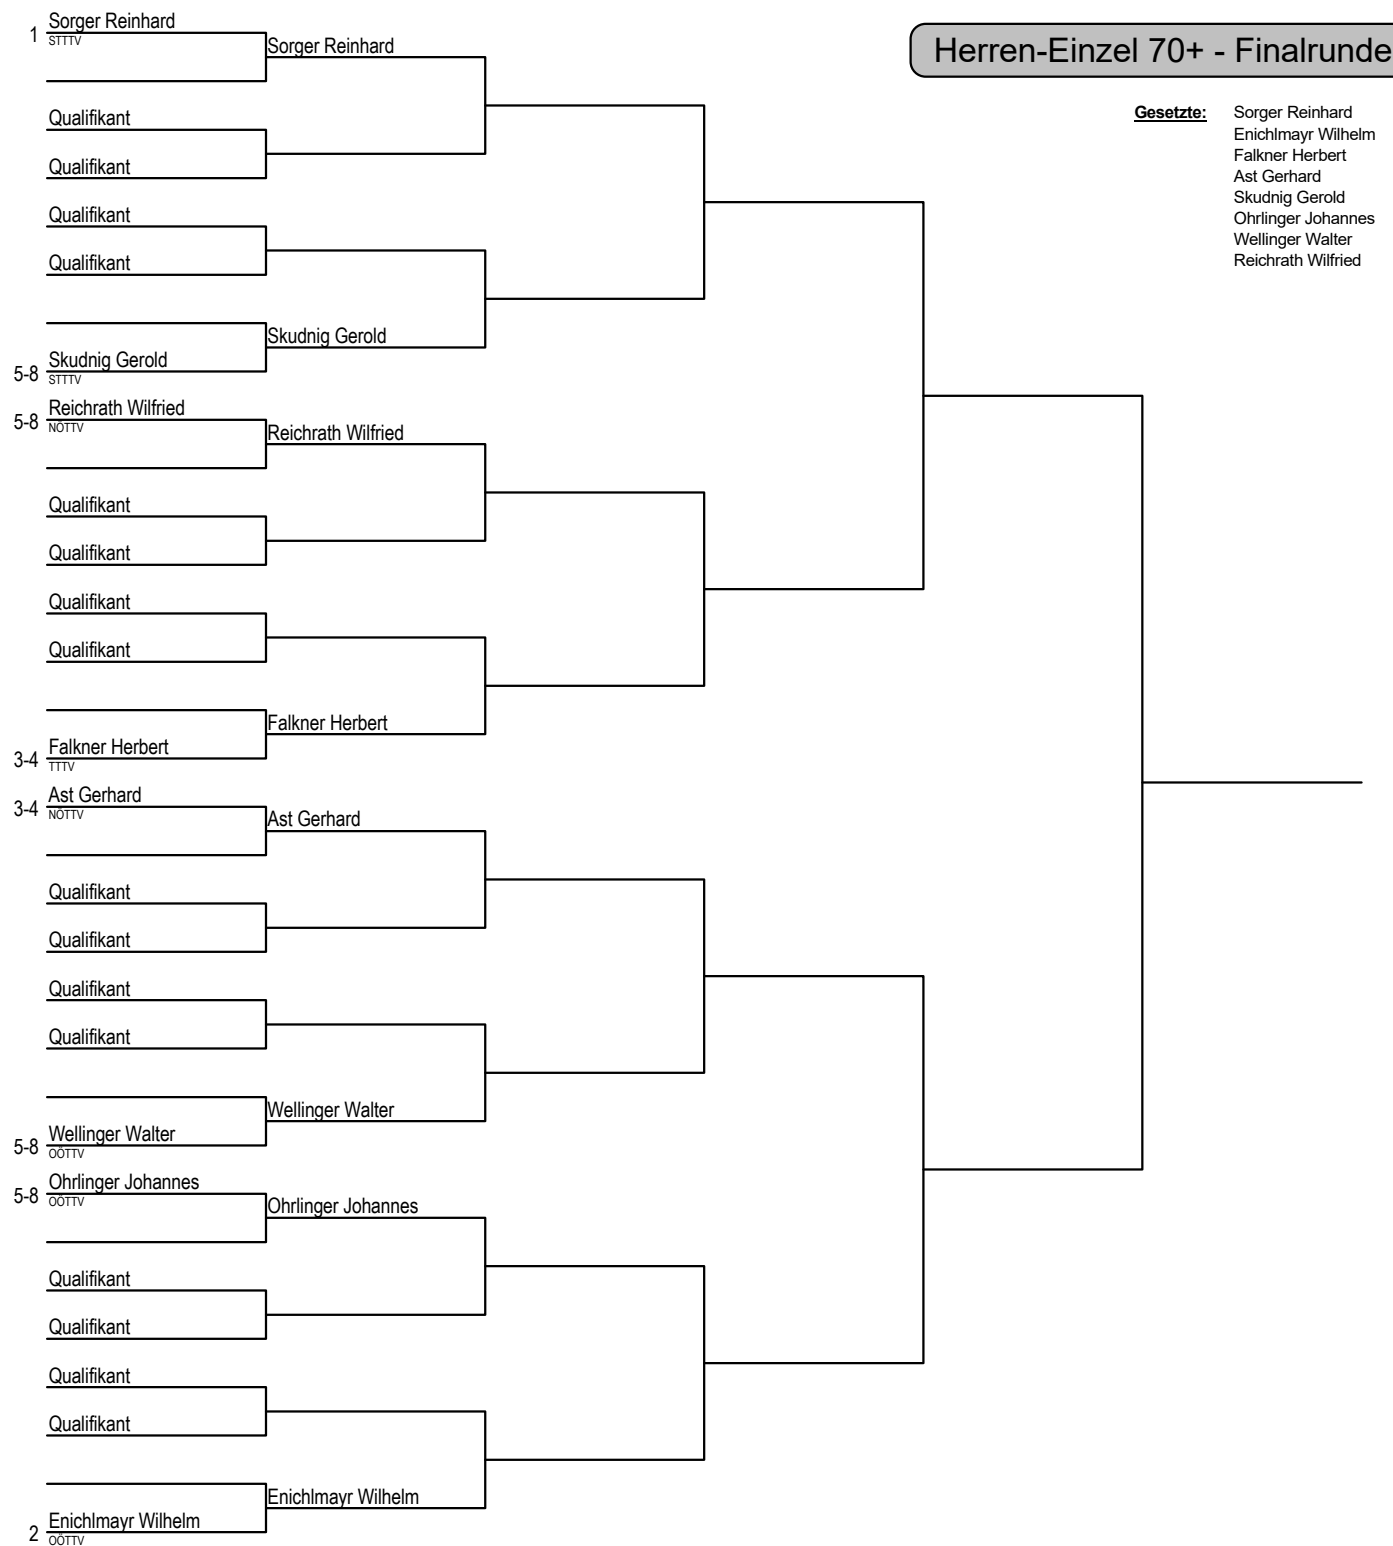 Herren-Einzel 70+ - Finalrunde
Gesetzte: Sorger Reinhard
Enichlmayr Wilhelm
Falkner Herbert
Ast Gerhard
Skudnig Gerold
Ohrlinger Johannes
Wellinger Walter
Reichrath Wilfried
1 Sorger Reinhard
STTTV
Sorger Reinhard
Qualifikant
Qualifikant
Qualifikant
Qualifikant
Skudnig Gerold
5-8 Skudnig Gerold
STTTV
5-8 Reichrath Wilfried
NÖTTV
Reichrath Wilfried
Qualifikant
Qualifikant
Qualifikant
Qualifikant
Falkner Herbert
3-4 Falkner Herbert
TTTV
3-4 Ast Gerhard
NÖTTV
Ast Gerhard
Qualifikant
Qualifikant
Qualifikant
Qualifikant
Wellinger Walter
5-8 Wellinger Walter
OÖTTV
5-8 Ohrlinger Johannes
OÖTTV
Ohrlinger Johannes
Qualifikant
Qualifikant
Qualifikant
Qualifikant
Enichlmayr Wilhelm
2 Enichlmayr Wilhelm
OÖTTV